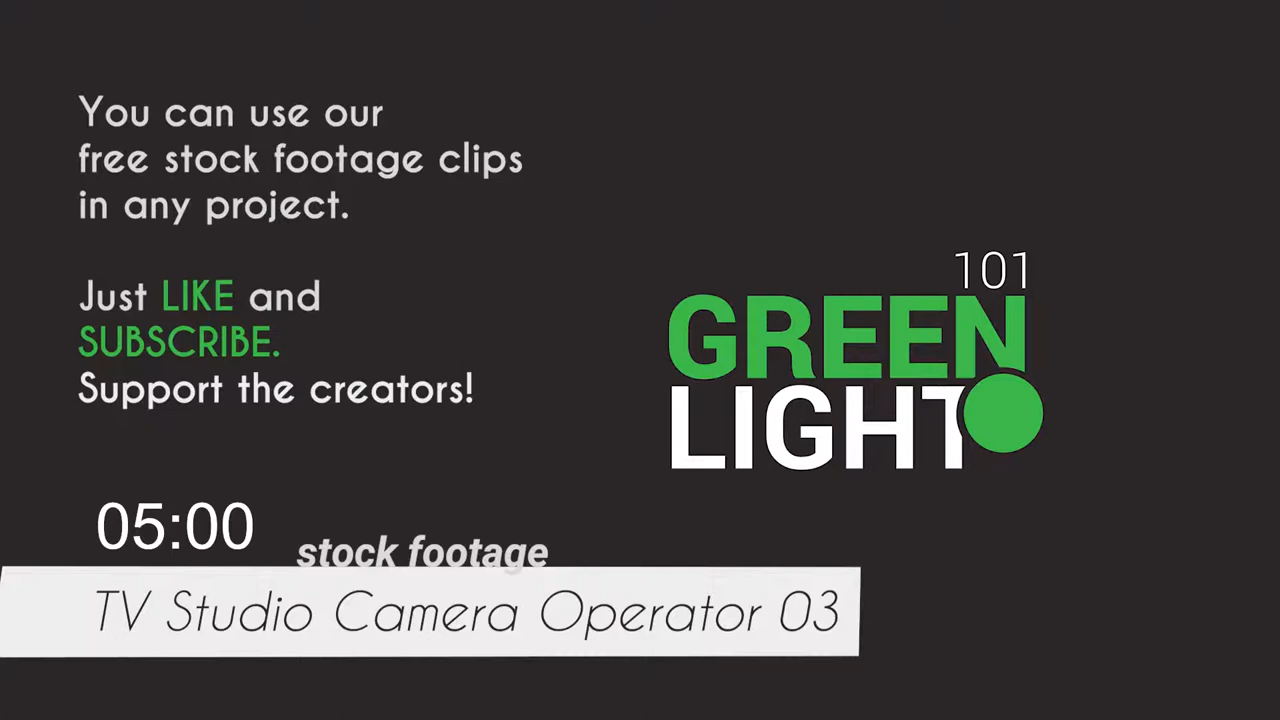 You can use our
free stock footage clips
in any project.
Just LIKE and
SUBSCRIBE.
Support the creators!
101
GREEN
LIGHT
05:00
stock footage
TV Studio Camera Operator 03